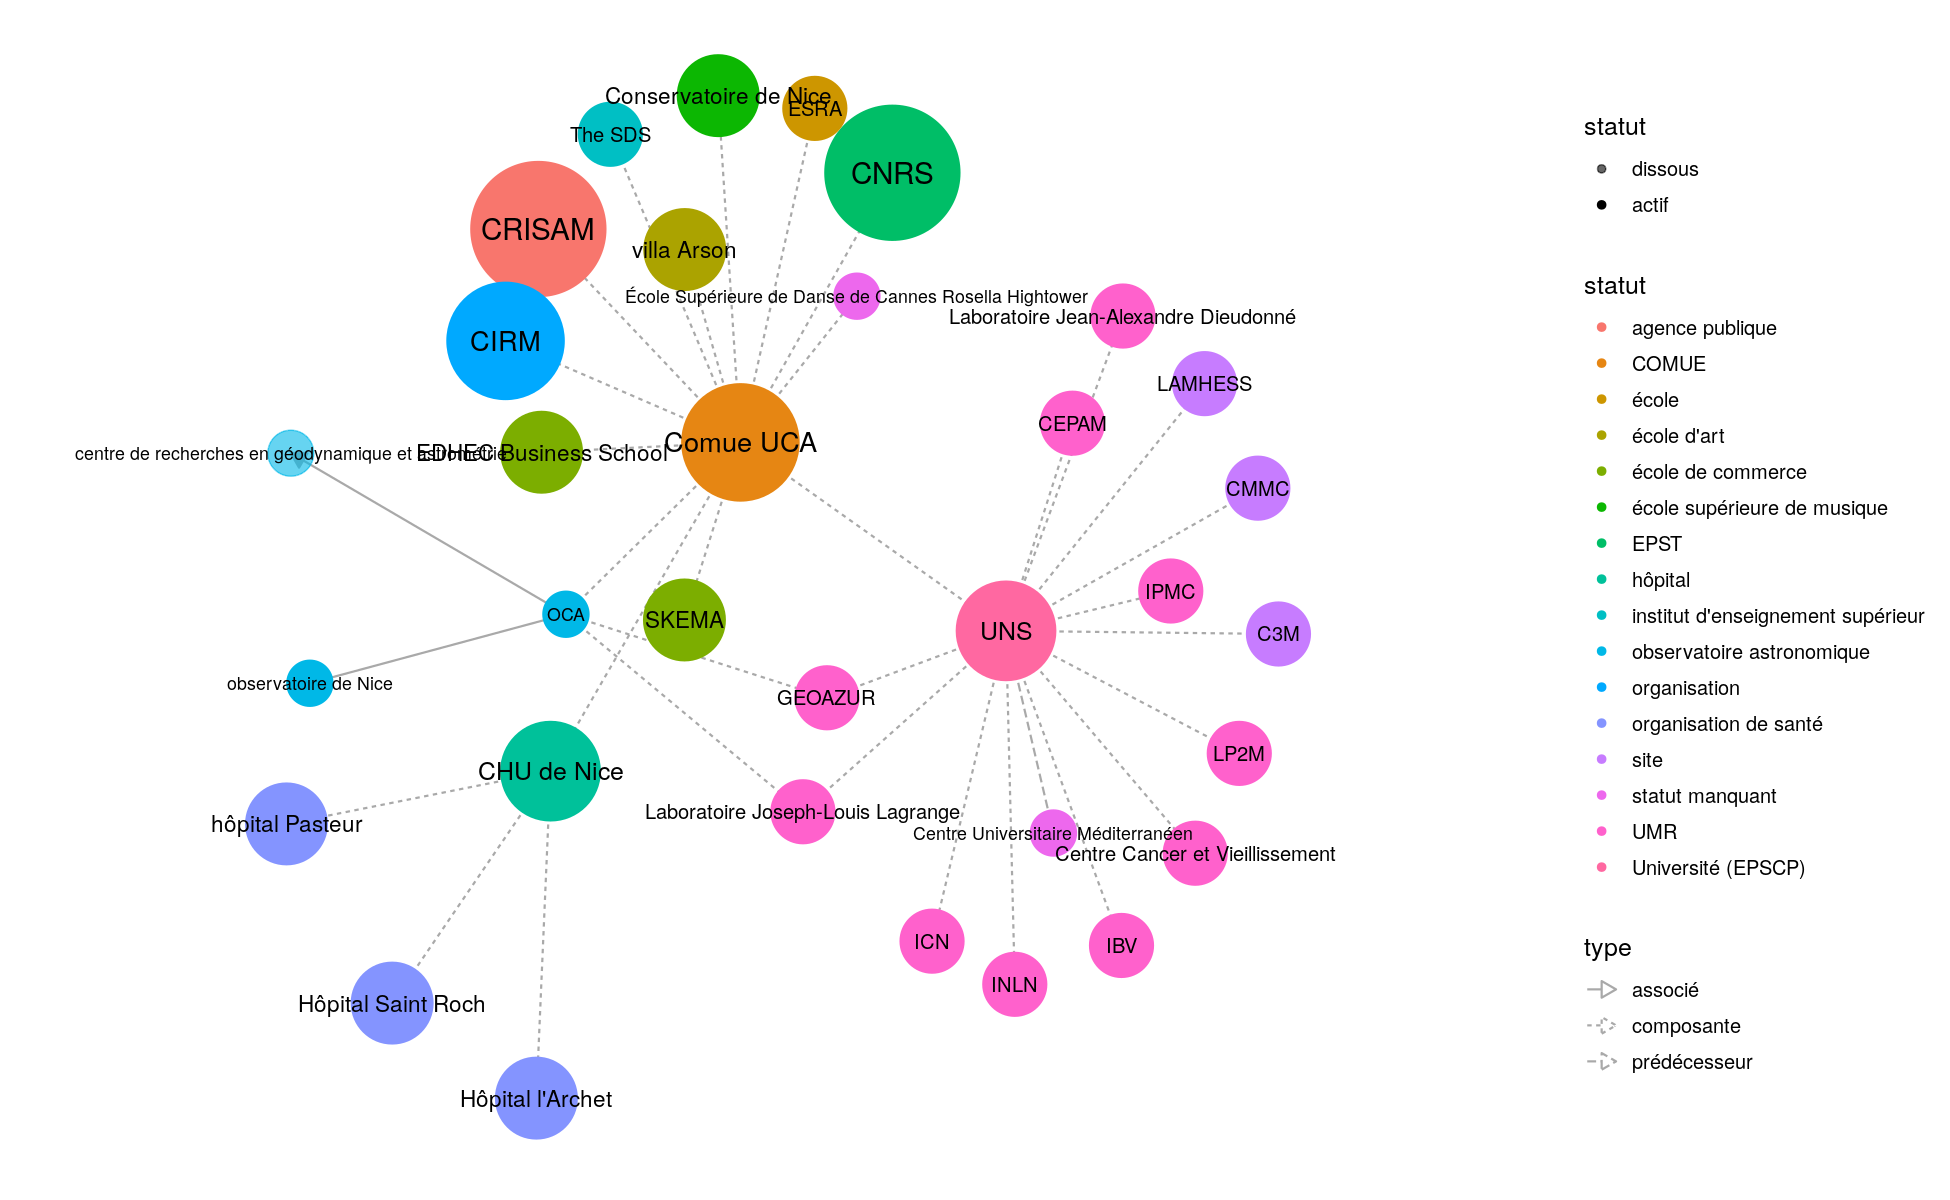 Conservatoire de Nice
ESRA
The SDS
CNRS
CRISAM
villa Arson
École Supérieure de Danse de Cannes Rosella Hightower
Laboratoire Jean-Alexandre Dieudonné
CIRM
LAMHESS
CEPAM
Comue UCA
centre de recherches en géodynamique et astrométrie
EDHEC Business School
CMMC
IPMC
OCA
SKEMA
UNS
C3M
observatoire de Nice
GEOAZUR
LP2M
CHU de Nice
hôpital Pasteur
Laboratoire Joseph-Louis Lagrange
Centre Universitaire Méditerranéen
Centre Cancer et Vieillissement
ICN
IBV
INLN
Hôpital Saint Roch
Hôpital l'Archet
statut
dissous
actif
statut
agence publique
COMUE
école
école d'art
école de commerce
école supérieure de musique
EPST
hôpital
institut d'enseignement supérieur
observatoire astronomique
organisation
organisation de santé
site
statut manquant
UMR
Université (EPSCP)
type
associé
composante
prédécesseur